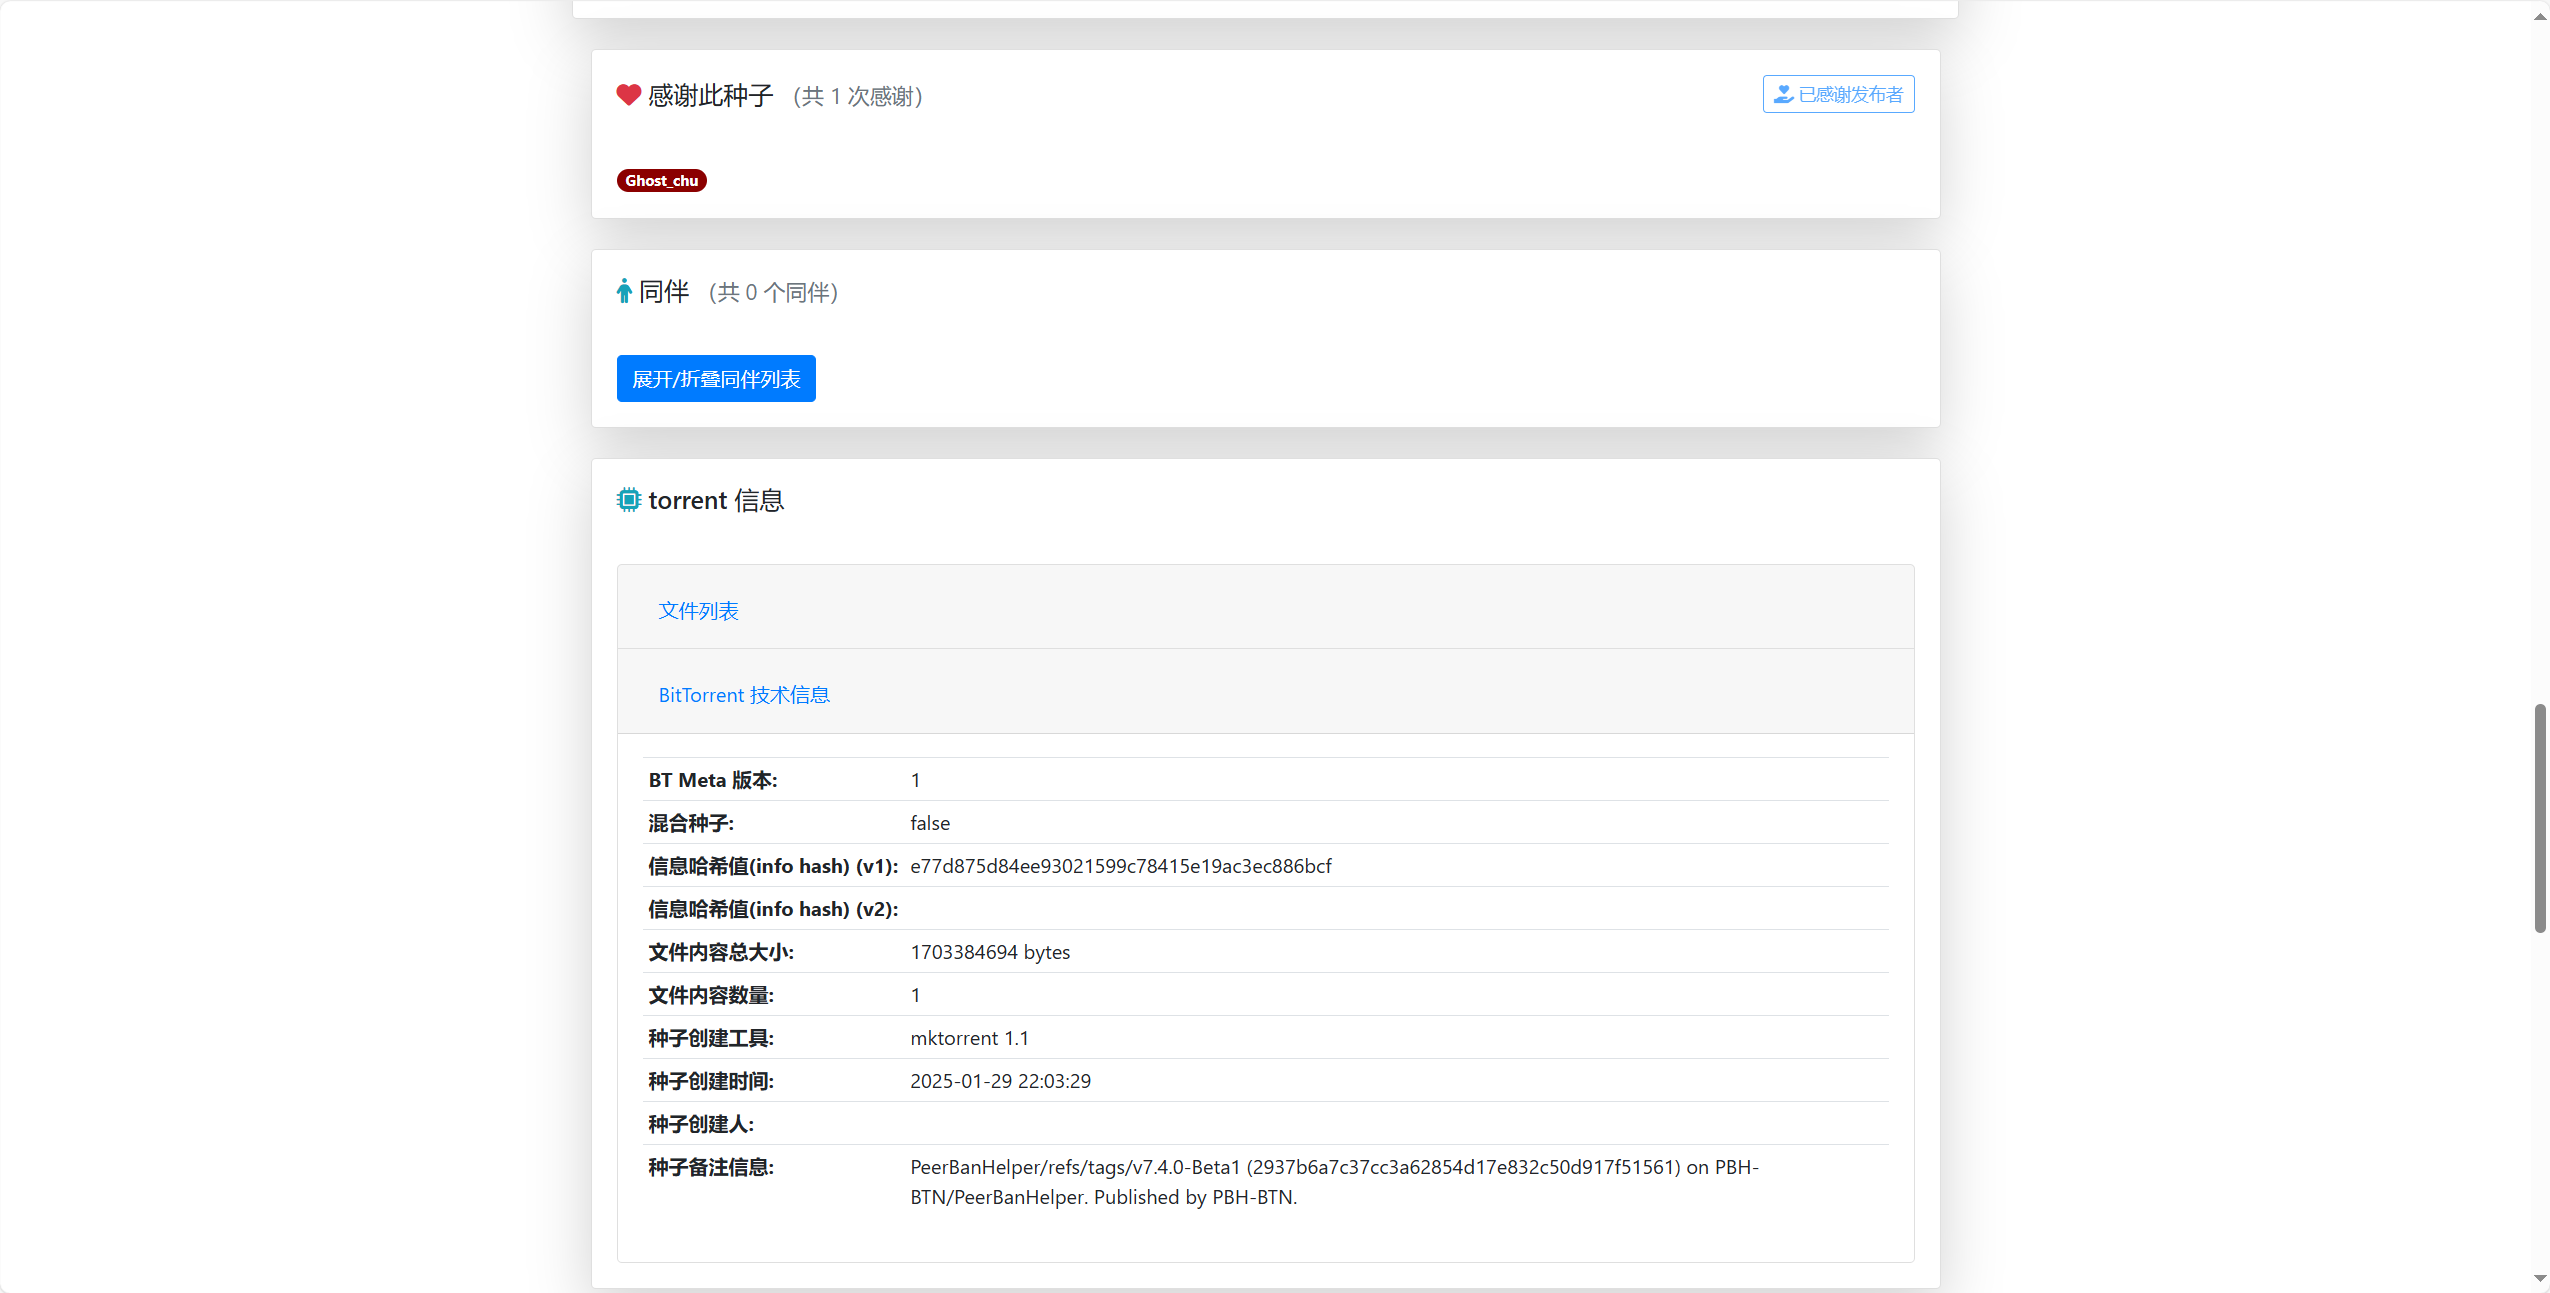 感谢此种子 (共 1 次感谢)
已感谢发布者
Ghost_chu
同伴 (共 0 个同伴)
展开/折叠同伴列表
torrent 信息
文件列表
BitTorrent 技术信息
BT Meta 版本: 1
混合种子: false
信息哈希值(info hash) (v1): e77d875d84ee93021599c78415e19ac3ec886bcf
信息哈希值(info hash) (v2):
文件内容总大小: 1703384694 bytes
文件内容数量: 1
种子创建工具: mktorrent 1.1
种子创建时间: 2025-01-29 22:03:29
种子创建人:
种子备注信息: PeerBanHelper/refs/tags/v7.4.0-Beta1 (2937b6a7c37cc3a62854d17e832c50d917f51561) on PBH-
BTN/PeerBanHelper. Published by PBH-BTN.